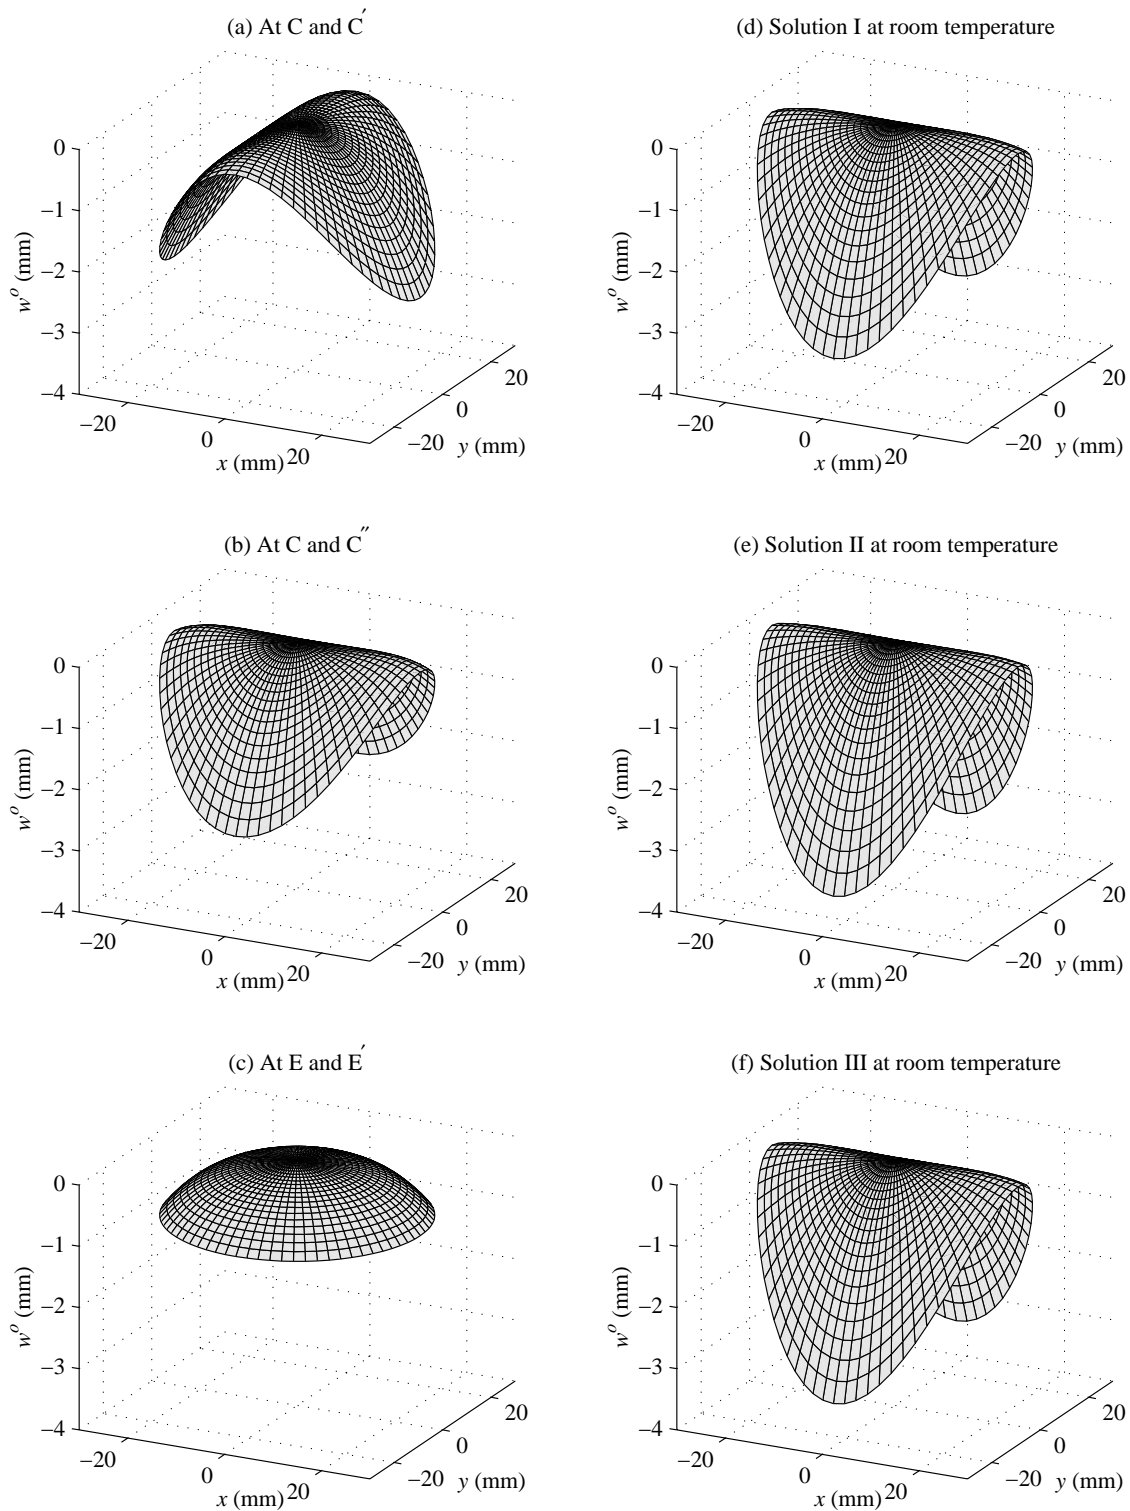 (a) At C and C′
0
−1
−2
−3
−4
w° (mm)
−20
0
20
x (mm)
−20
0
20
y (mm)
(d) Solution I at room temperature
0
−1
−2
−3
−4
w° (mm)
−20
0
20
x (mm)
−20
0
20
y (mm)
(b) At C and C″
0
−1
−2
−3
−4
w° (mm)
−20
0
20
x (mm)
−20
0
20
y (mm)
(e) Solution II at room temperature
0
−1
−2
−3
−4
w° (mm)
−20
0
20
x (mm)
−20
0
20
y (mm)
(c) At E and E′
0
−1
−2
−3
−4
w° (mm)
−20
0
20
x (mm)
−20
0
20
y (mm)
(f) Solution III at room temperature
0
−1
−2
−3
−4
w° (mm)
−20
0
20
x (mm)
−20
0
20
y (mm)